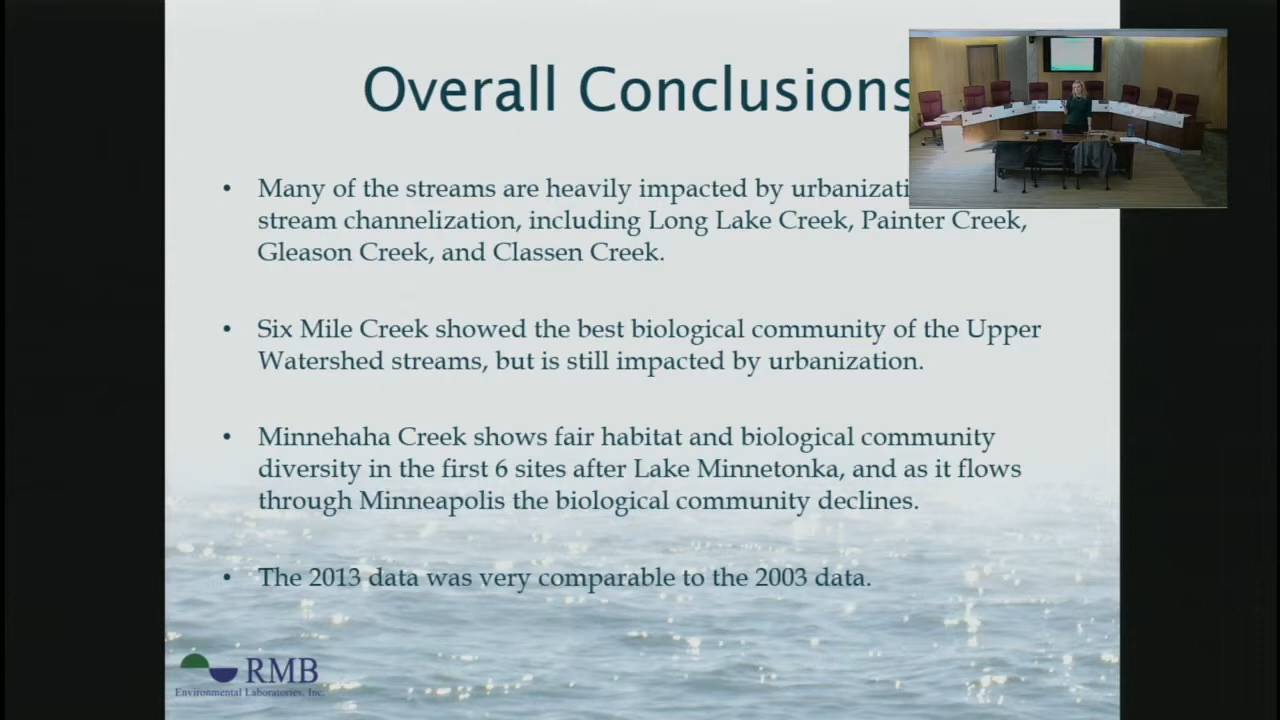 Overall Conclusions
• Many of the streams are heavily impacted by
stream channelization, including Long Lake Creek, Painter Creek,
Gleason Creek, and Classen Creek.
• Six Mile Creek showed the best biological community of the Upper
Watershed streams, but is still impacted by urbanization.
• Minnehaha Creek shows fair habitat and biological community
diversity in the first 6 sites after Lake Minnetonka, and as it flows
through Minneapolis the biological community declines.
• The 2013 data was very comparable to the 2003 data.
RMB
Environmental Laboratories, Inc.